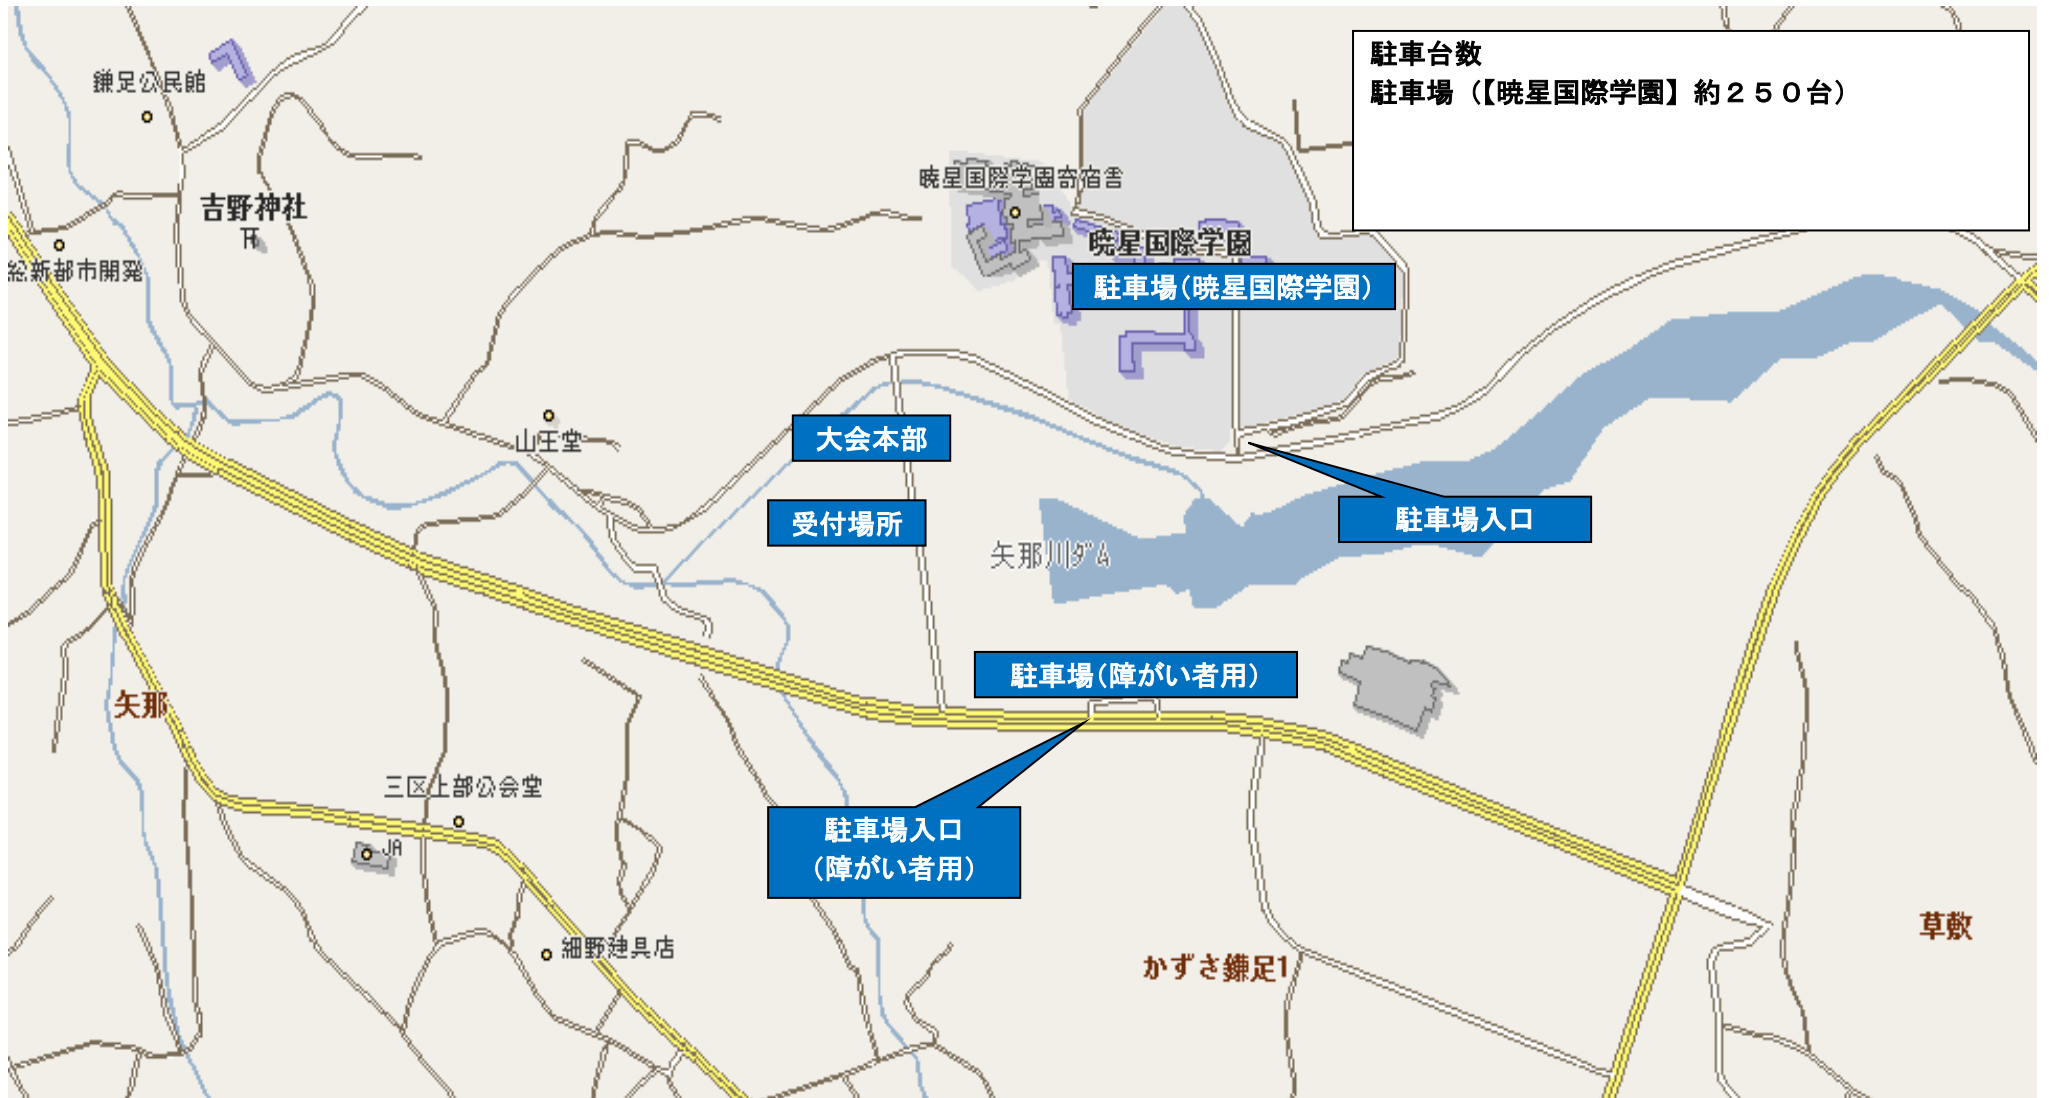 駐車台数
駐車場（【暁星国際学園】約２５０台）
鎌足公民館
吉野神社
総新都市開発
暁星国際学園寄宿舎
暁星国際学園
駐車場（暁星国際学園）
山王堂
大会本部
受付場所
駐車場入口
矢那川ダム
駐車場（障がい者用）
矢那
三区上部公会堂
JA
駐車場入口
（障がい者用）
細野建具店
かずさ鎌足1
草敷